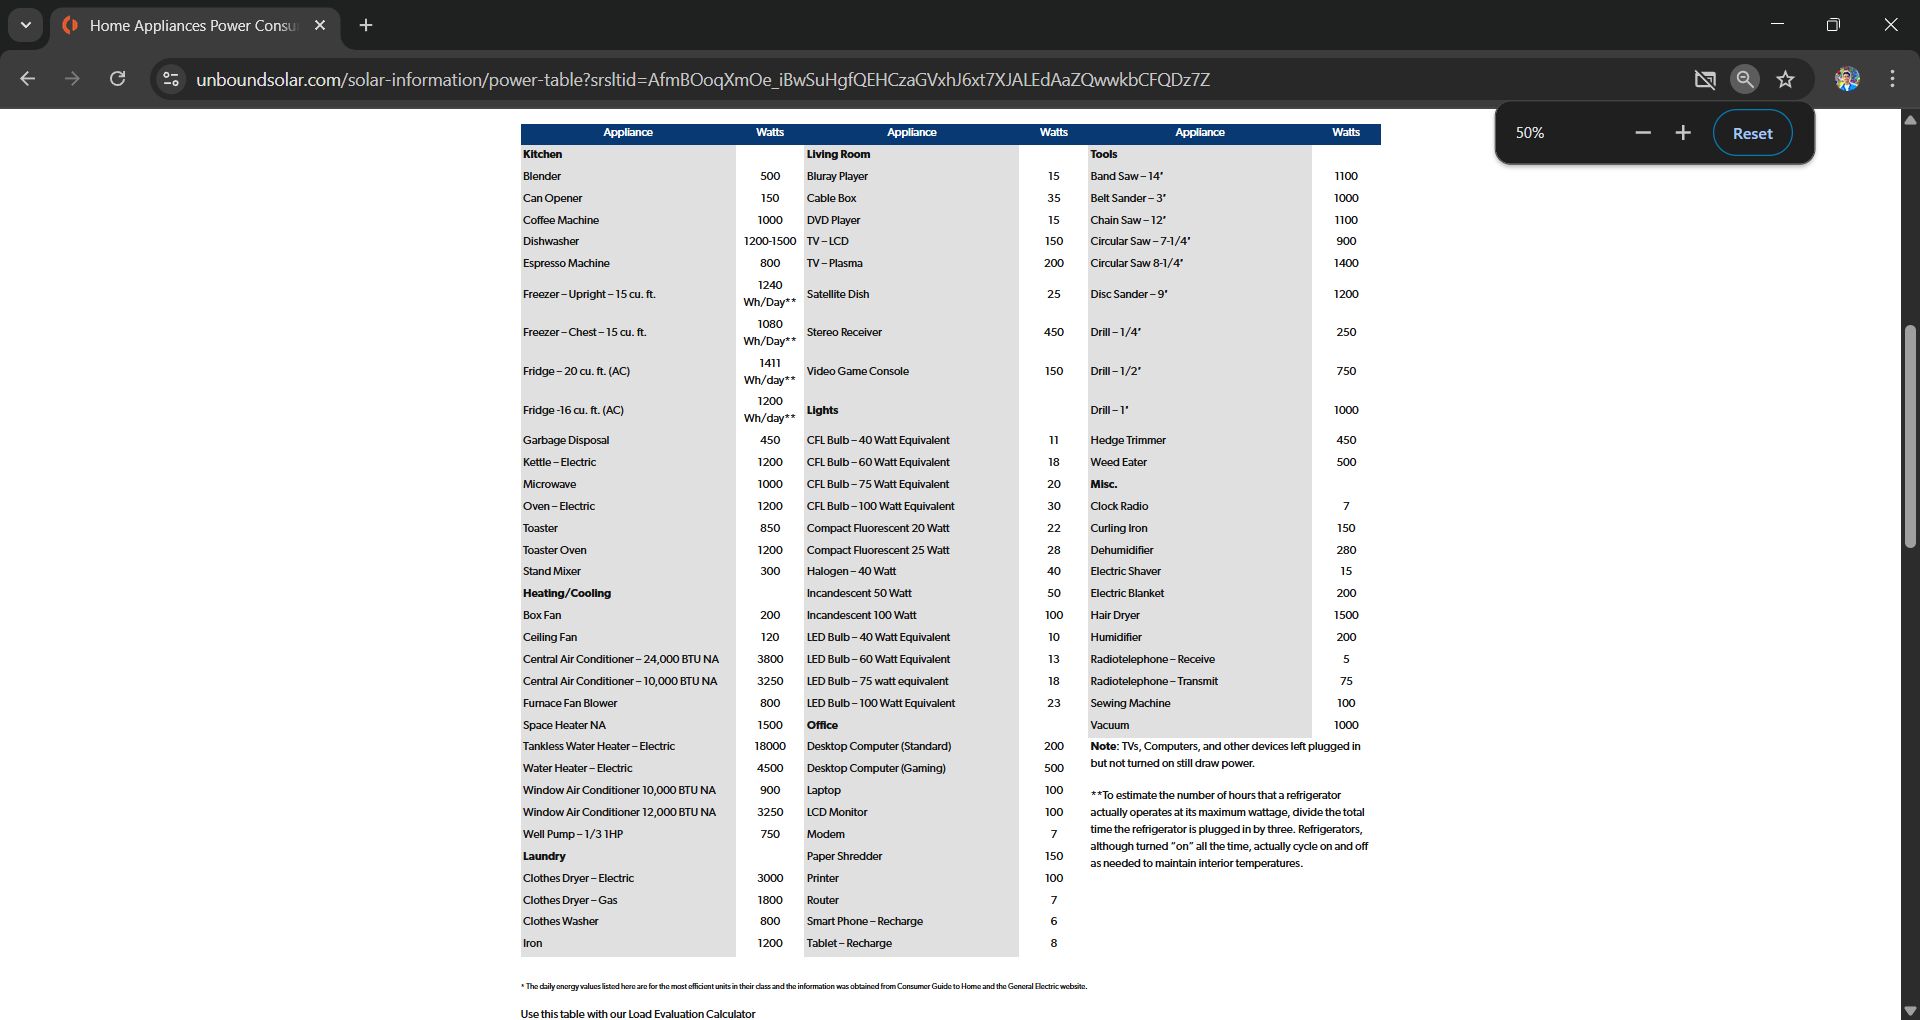 Home Appliances Power Consu
unboundsolar.com/solar-information/power-table?srsltid=AfmBOoqXmOe_iBwSuHgfQEHCzaGVxhJ6xt7XJALEdAaZQwwkbCFQDz7Z
50%
Reset
Appliance Watts Appliance Watts Appliance Watts
Kitchen Living Room Tools
Blender 500 Bluray Player 15 Band Saw – 14″ 1100
Can Opener 150 Cable Box 35 Belt Sander – 3″ 1000
Coffee Machine 1000 DVD Player 15 Chain Saw – 12″ 1100
Dishwasher 1200-1500 TV – LCD 150 Circular Saw – 7-1/4″ 900
Espresso Machine 800 TV – Plasma 200 Circular Saw 8-1/4″ 1400
Freezer – Upright – 15 cu. ft. 1240 Wh/Day** Satellite Dish 25 Disc Sander – 9″ 1200
Freezer – Chest – 15 cu. ft. 1080 Wh/Day** Stereo Receiver 450 Drill – 1/4″ 250
Fridge – 20 cu. ft. (AC) 1411 Wh/day** Video Game Console 150 Drill – 1/2″ 750
Fridge -16 cu. ft. (AC) 1200 Wh/day** Lights Drill – 1″ 1000
Garbage Disposal 450 CFL Bulb – 40 Watt Equivalent 11 Hedge Trimmer 450
Kettle – Electric 1200 CFL Bulb – 60 Watt Equivalent 18 Weed Eater 500
Microwave 1000 CFL Bulb – 75 Watt Equivalent 20 Misc.
Oven – Electric 1200 CFL Bulb – 100 Watt Equivalent 30 Clock Radio 7
Toaster 850 Compact Fluorescent 20 Watt 22 Curling Iron 150
Toaster Oven 1200 Compact Fluorescent 25 Watt 28 Dehumidifier 280
Stand Mixer 300 Halogen – 40 Watt 40 Electric Shaver 15
Heating/Cooling Incandescent 50 Watt 50 Electric Blanket 200
Box Fan 200 Incandescent 100 Watt 100 Hair Dryer 1500
Ceiling Fan 120 LED Bulb – 40 Watt Equivalent 10 Humidifier 200
Central Air Conditioner – 24,000 BTU NA 3800 LED Bulb – 60 Watt Equivalent 13 Radiotelephone – Receive 5
Central Air Conditioner – 10,000 BTU NA 3250 LED Bulb – 75 watt equivalent 18 Radiotelephone – Transmit 75
Furnace Fan Blower 800 LED Bulb – 100 Watt Equivalent 23 Sewing Machine 100
Space Heater NA 1500 Office Vacuum 1000
Tankless Water Heater – Electric 18000 Desktop Computer (Standard) 200
Water Heater – Electric 4500 Desktop Computer (Gaming) 500
Window Air Conditioner 10,000 BTU NA 900 Laptop 100
Window Air Conditioner 12,000 BTU NA 3250 LCD Monitor 100
Well Pump – 1/3 1HP 750 Modem 7
Laundry Paper Shredder 150
Clothes Dryer – Electric 3000 Printer 100
Clothes Dryer – Gas 1800 Router 7
Clothes Washer 800 Smart Phone – Recharge 6
Iron 1200 Tablet – Recharge 8
Note: TVs, Computers, and other devices left plugged in
but not turned on still draw power.
**To estimate the number of hours that a refrigerator
actually operates at its maximum wattage, divide the total
time the refrigerator is plugged in by three. Refrigerators,
although turned "on" all the time, actually cycle on and off
as needed to maintain interior temperatures.
* The daily energy values listed here are for the most efficient units in their class and the information was obtained from Consumer Guide to Home and the General Electric website.
Use this table with our Load Evaluation Calculator